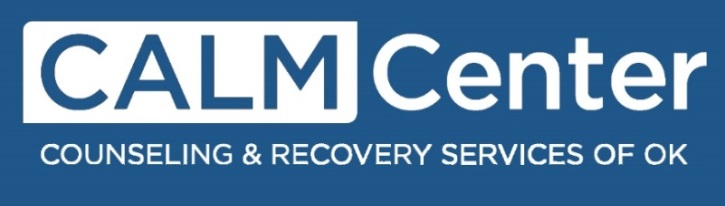 CALM Center
COUNSELING & RECOVERY SERVICES OF OK